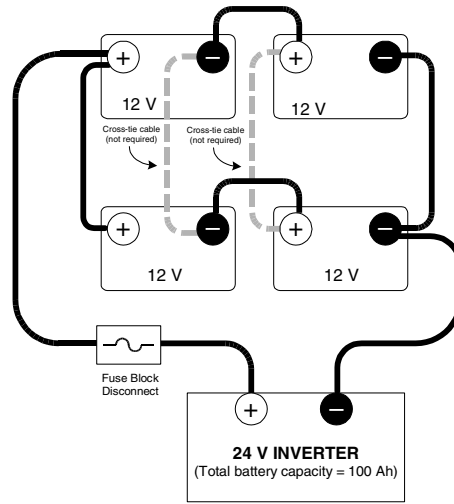 +
−
+
−
12 V
12 V
Cross-tie cable
(not required)
Cross-tie cable
(not required)
+
−
+
−
12 V
12 V
Fuse Block
Disconnect
+
−
24 V INVERTER
(Total battery capacity = 100 Ah)